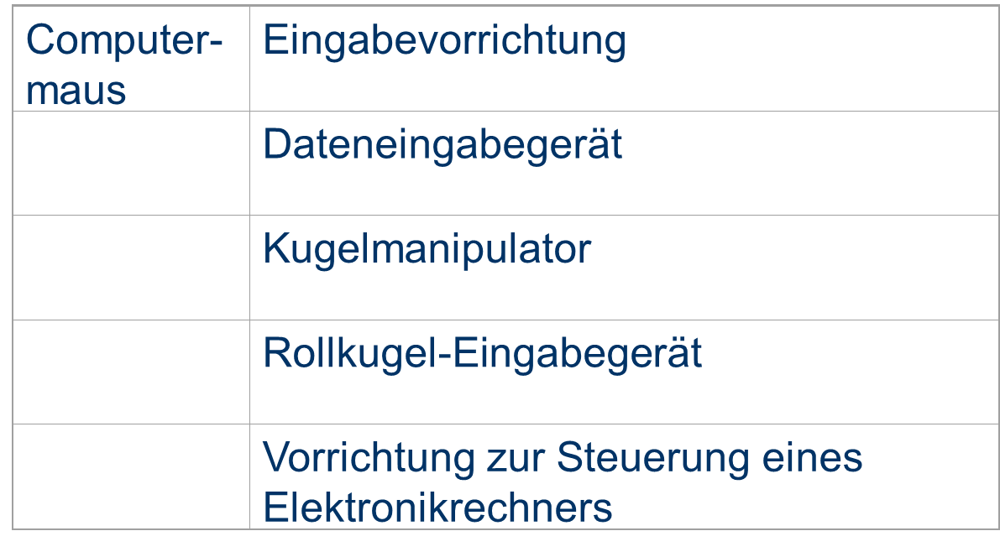 Computer- Eingabevorrichtung
maus
Dateneingabegerät
Kugelmanipulator
Rollkugel-Eingabegerät
Vorrichtung zur Steuerung eines
Elektronikrechners